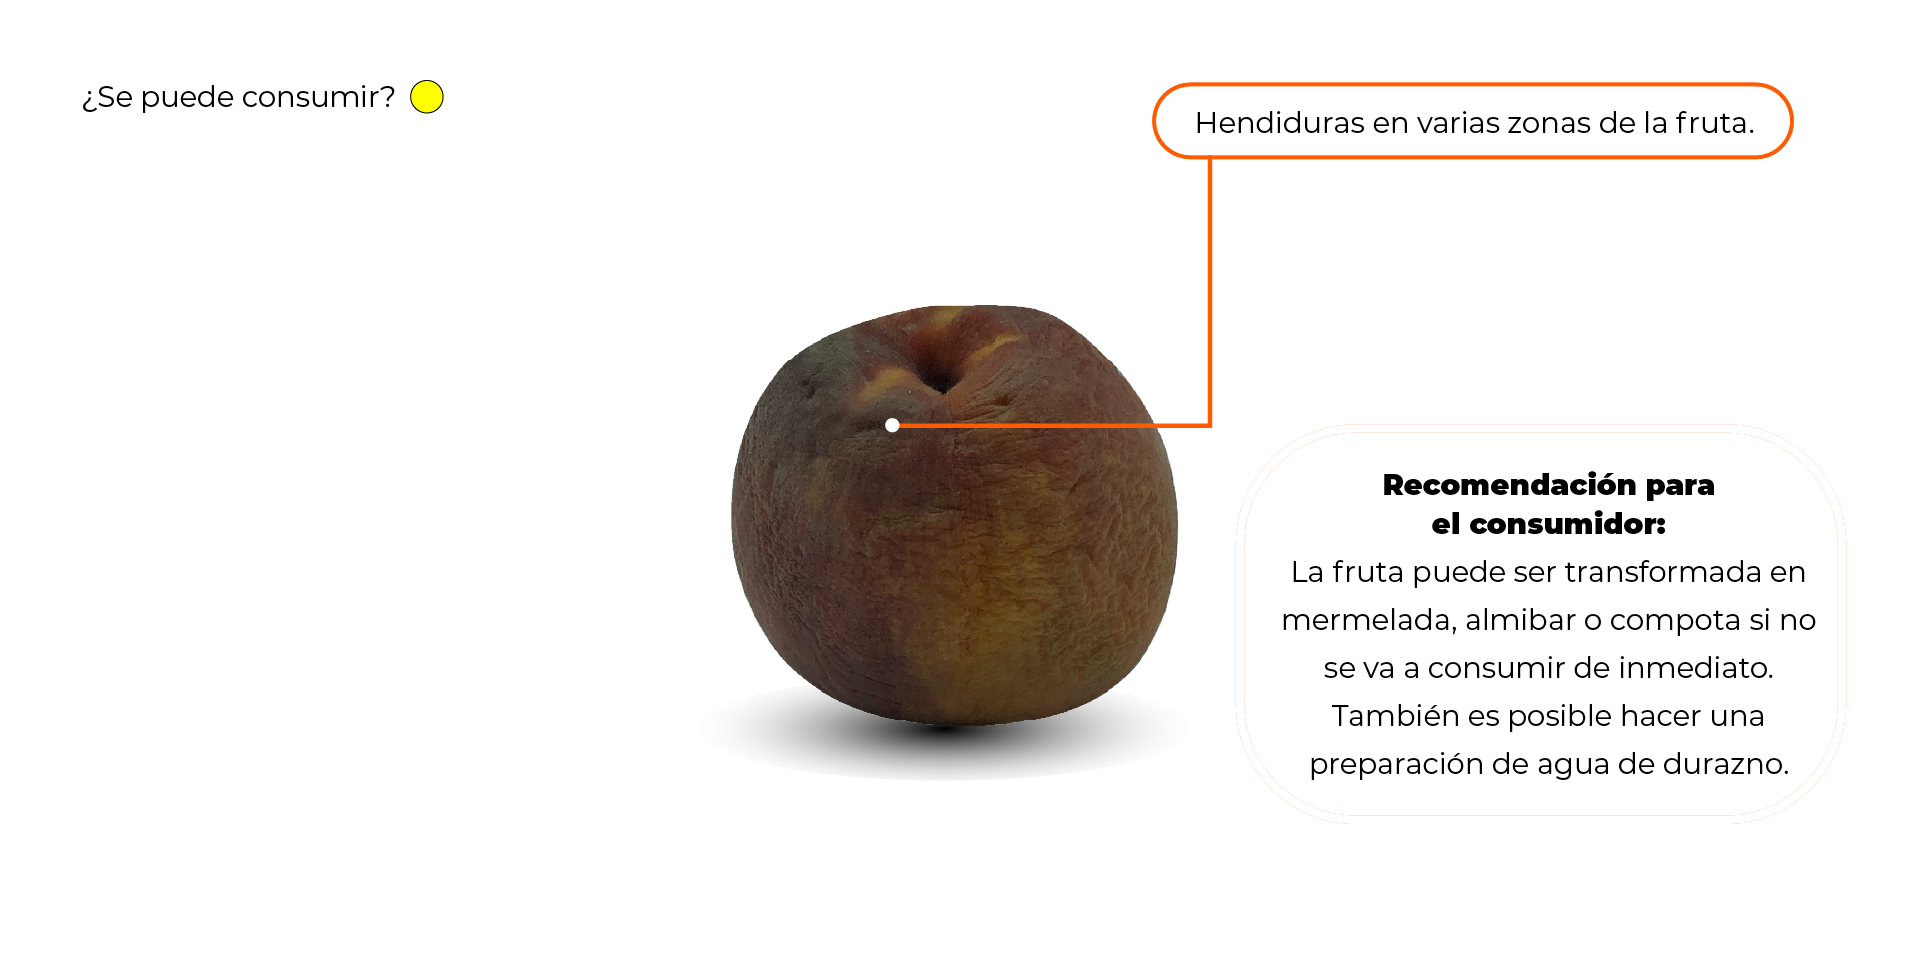 ¿Se puede consumir?
Hendiduras en varias zonas de la fruta.
Recomendación para
el consumidor:
La fruta puede ser transformada en
mermelada, almibar o compota si no
se va a consumir de inmediato.
También es posible hacer una
preparación de agua de durazno.